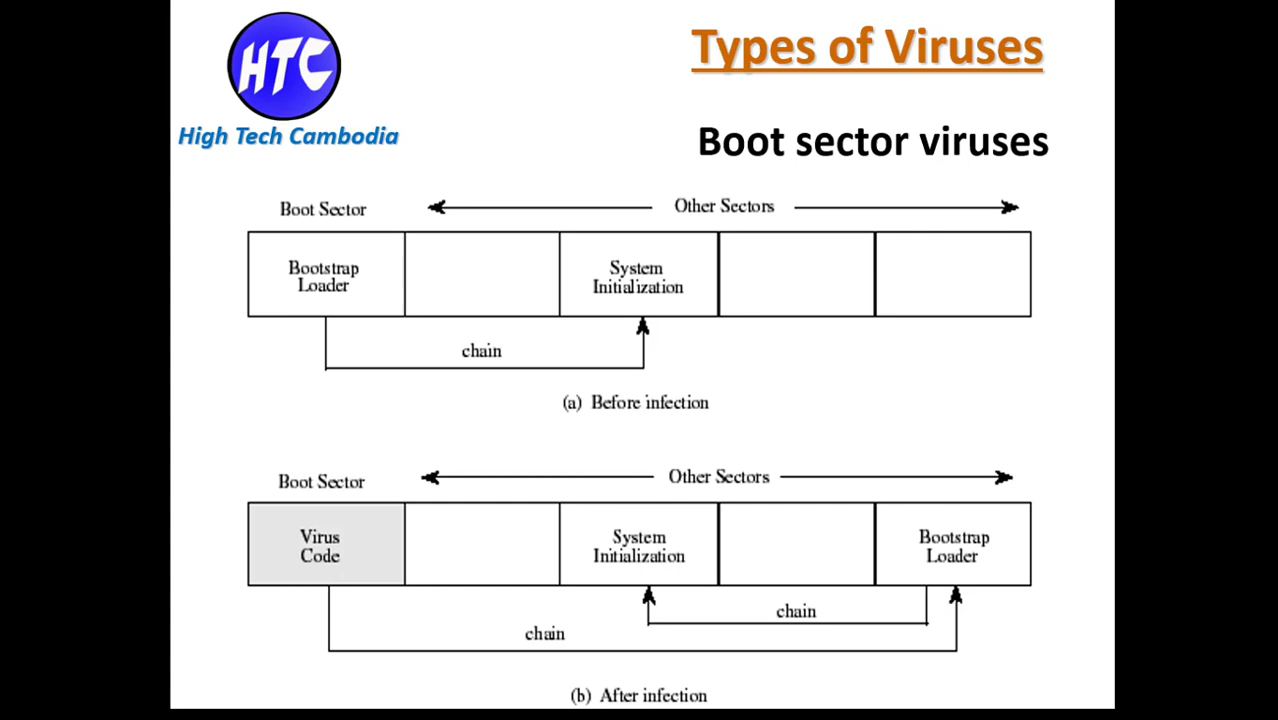 HTC
High Tech Cambodia
Types of Viruses
Boot sector viruses
Boot Sector
Other Sectors
Bootstrap
Loader
System
Initialization
chain
(a) Before infection
Boot Sector
Other Sectors
Virus
Code
System
Initialization
Bootstrap
Loader
chain
chain
(b) After infection